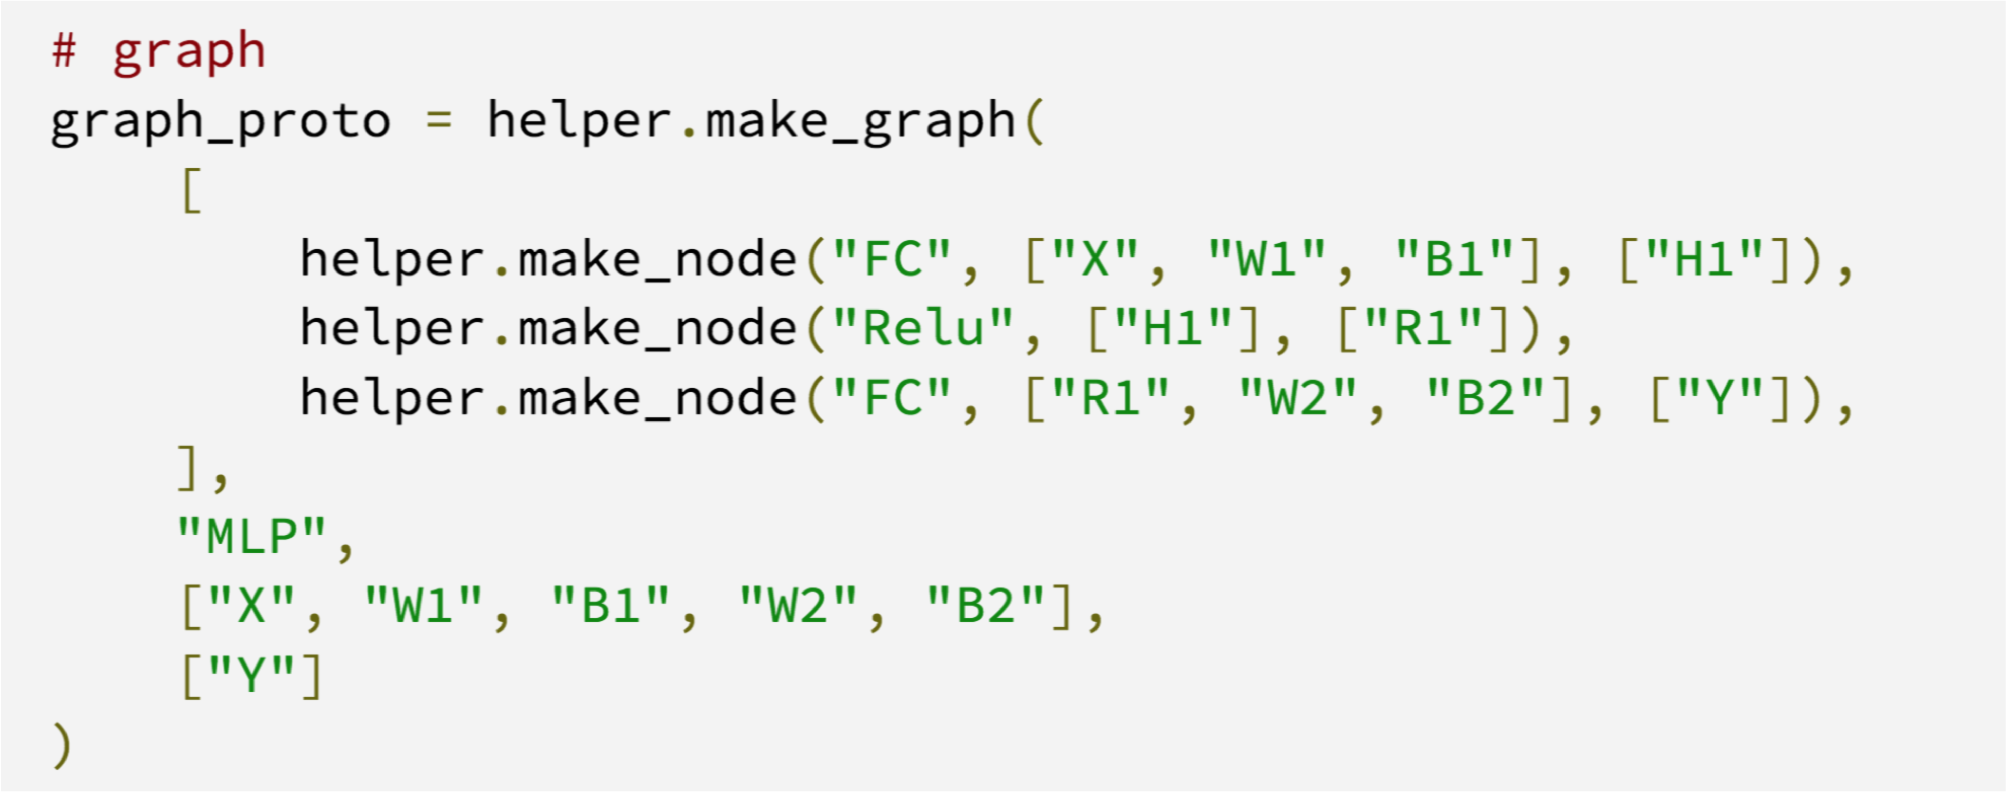 # graph
graph_proto = helper.make_graph(
    [
        helper.make_node("FC", ["X", "W1", "B1"], ["H1"]),
        helper.make_node("Relu", ["H1"], ["R1"]),
        helper.make_node("FC", ["R1", "W2", "B2"], ["Y"]),
    ],
    "MLP",
    ["X", "W1", "B1", "W2", "B2"],
    ["Y"]
)